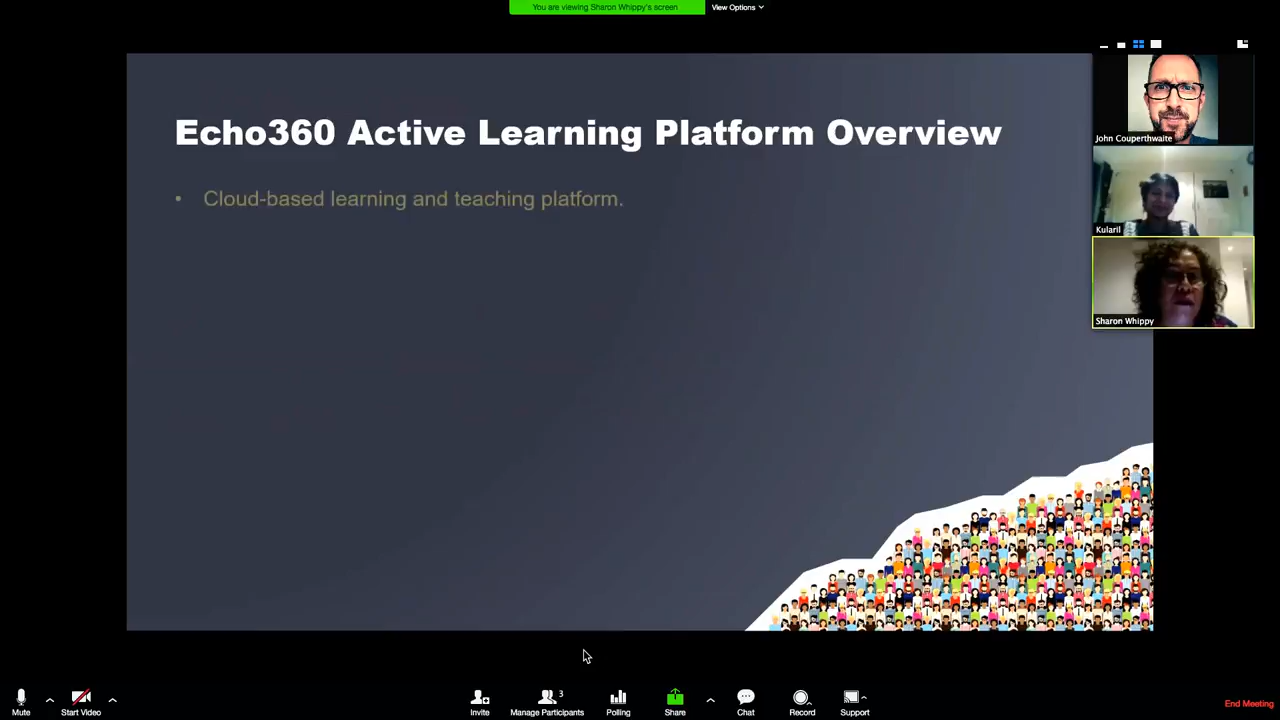 You are viewing Sharon Whippy's screen
View Options
Echo360 Active Learning Platform Overview
• Cloud-based learning and teaching platform.
John Couperthwaite
Kularil
Sharon Whippy
Mute
Start Video
Invite
Manage Participants
3
Polling
Share
Chat
Record
Support
End Meeting